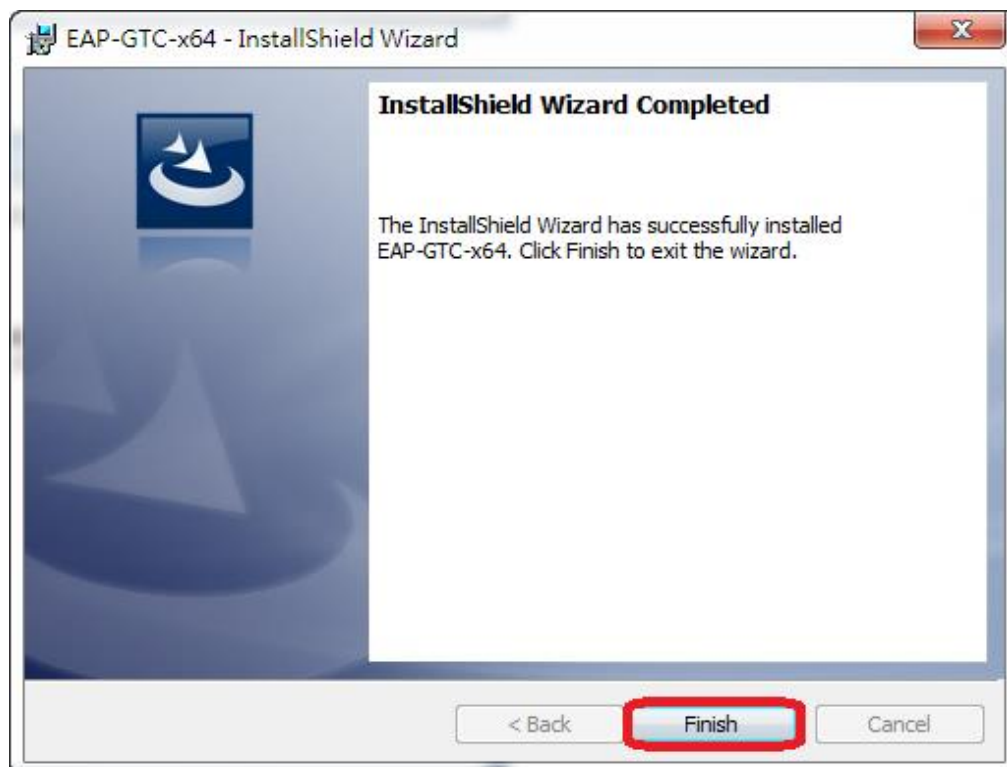 EAP-GTC-x64 - InstallShield Wizard
InstallShield Wizard Completed
The InstallShield Wizard has successfully installed
EAP-GTC-x64. Click Finish to exit the wizard.
< Back
Finish
Cancel